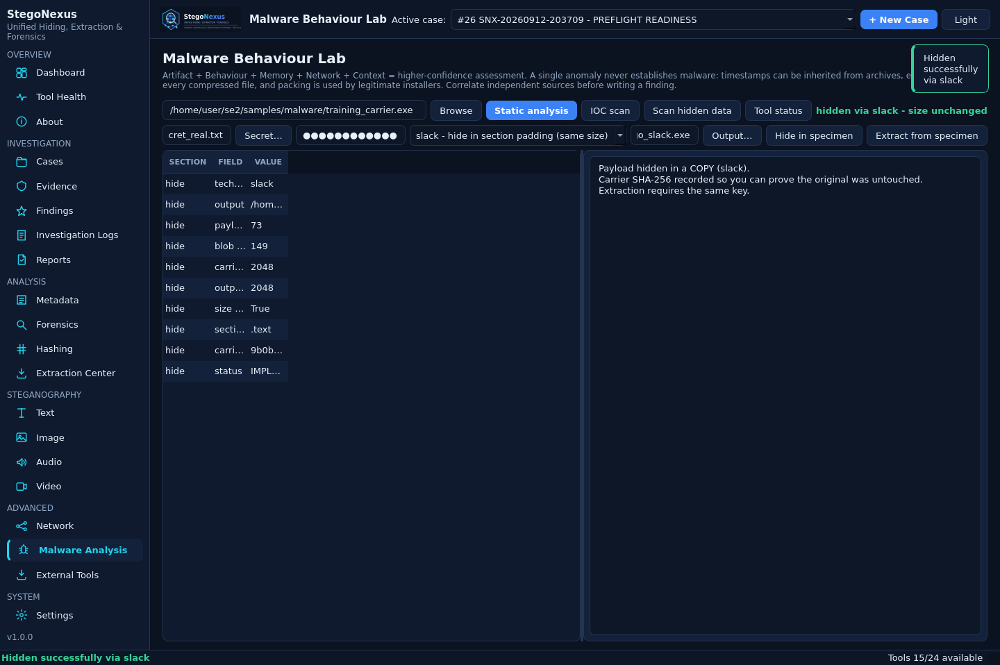 StegoNexus
Unified Hiding, Extraction &
Forensics
OVERVIEW
Dashboard
Tool Health
About
INVESTIGATION
Cases
Evidence
Findings
Investigation Logs
Reports
ANALYSIS
Metadata
Forensics
Hashing
Extraction Center
STEGANOGRAPHY
Text
Image
Audio
Video
ADVANCED
Network
Malware Analysis
External Tools
SYSTEM
Settings
v1.0.0
StegoNexus
Malware Behaviour Lab
Active case:
#26 SNX-20260912-203709 - PREFLIGHT READINESS
+ New Case
Light
Malware Behaviour Lab
Artifact + Behaviour + Memory + Network + Context = higher-confidence assessment. A single anomaly never establishes malware: timestamps can be inherited from archives, e
every compressed file, and packing is used by legitimate installers. Correlate independent sources before writing a finding.
Hidden
successfully
via slack
/home/user/se2/samples/malware/training_carrier.exe
Browse
Static analysis
IOC scan
Scan hidden data
Tool status
hidden via slack - size unchanged
cret_real.txt
Secret...
●●●●●●●●●●●●
slack - hide in section padding (same size)
o_slack.exe
Output...
Hide in specimen
Extract from specimen
SECTION FIELD VALUE
hide tech... slack
hide output /hom...
hide payl... 73
hide blob ... 149
hide carri... 2048
hide outp... 2048
hide size ... True
hide secti... .text
hide carri... 9b0b...
hide status IMPL...
Payload hidden in a COPY (slack).
Carrier SHA-256 recorded so you can prove the original was untouched.
Extraction requires the same key.
Hidden successfully via slack
Tools 15/24 available